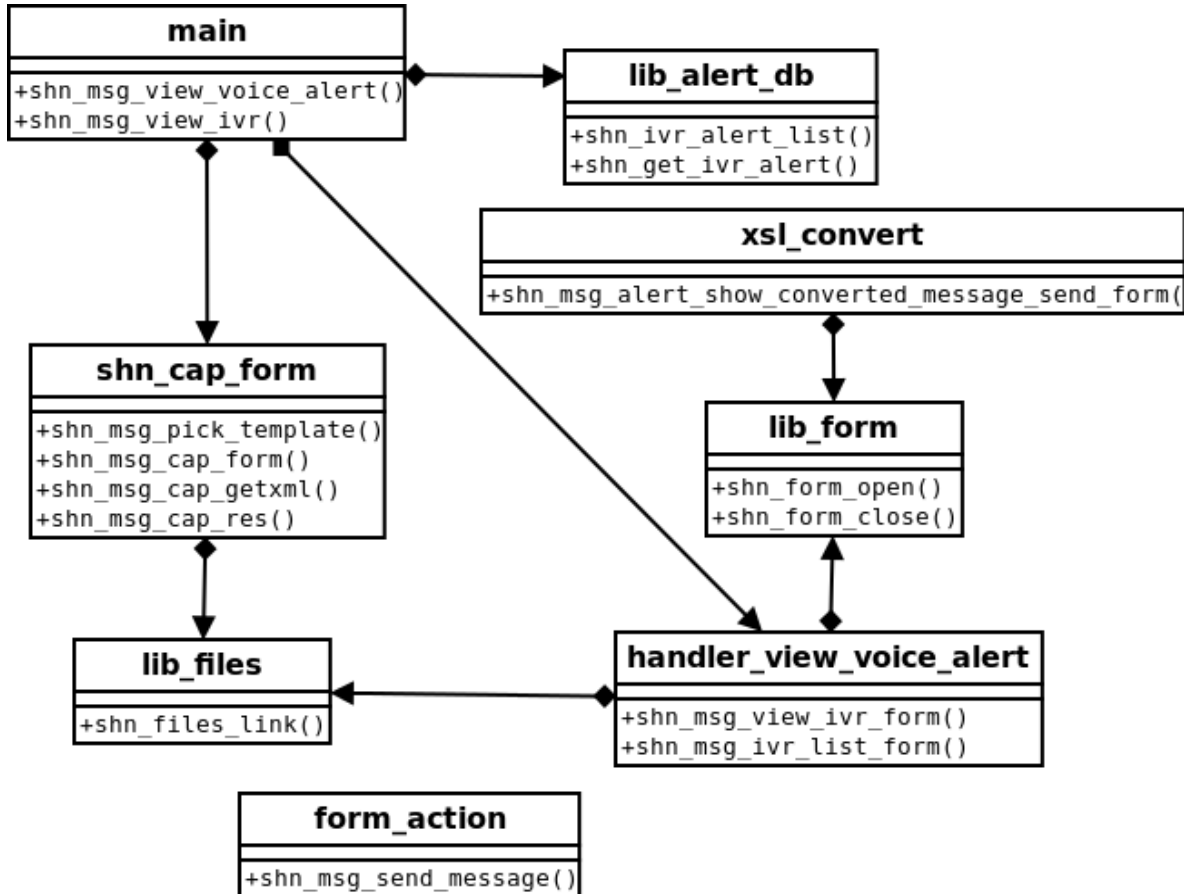 main
+shn_msg_view_voice_alert()
+shn_msg_view_ivr()
lib_alert_db
+shn_ivr_alert_list()
+shn_get_ivr_alert()
xsl_convert
+shn_msg_alert_show_converted_message_send_form(
shn_cap_form
+shn_msg_pick_template()
+shn_msg_cap_form()
+shn_msg_cap_getxml()
+shn_msg_cap_res()
lib_form
+shn_form_open()
+shn_form_close()
lib_files
+shn_files_link()
handler_view_voice_alert
+shn_msg_view_ivr_form()
+shn_msg_ivr_list_form()
form_action
+shn_msg_send_message()